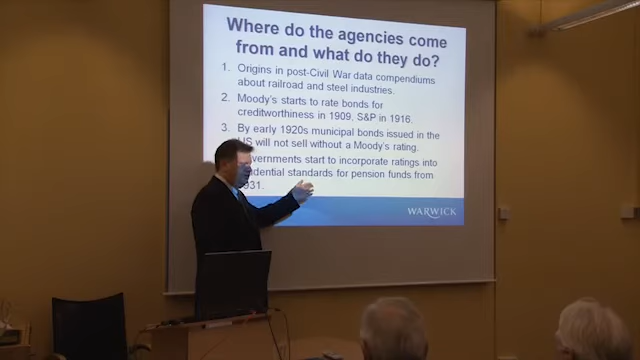 Where do the agencies come
from and what do they do?
1. Origins in post-Civil War data compendiums
about railroad and steel industries.
2. Moody's starts to rate bonds for
creditworthiness in 1909, S&P in 1916.
3. By early 1920s municipal bonds issued in the
US will not sell without a Moody's rating.
overnments start to incorporate ratings into
udential standards for pension funds from
931.
WARWICK